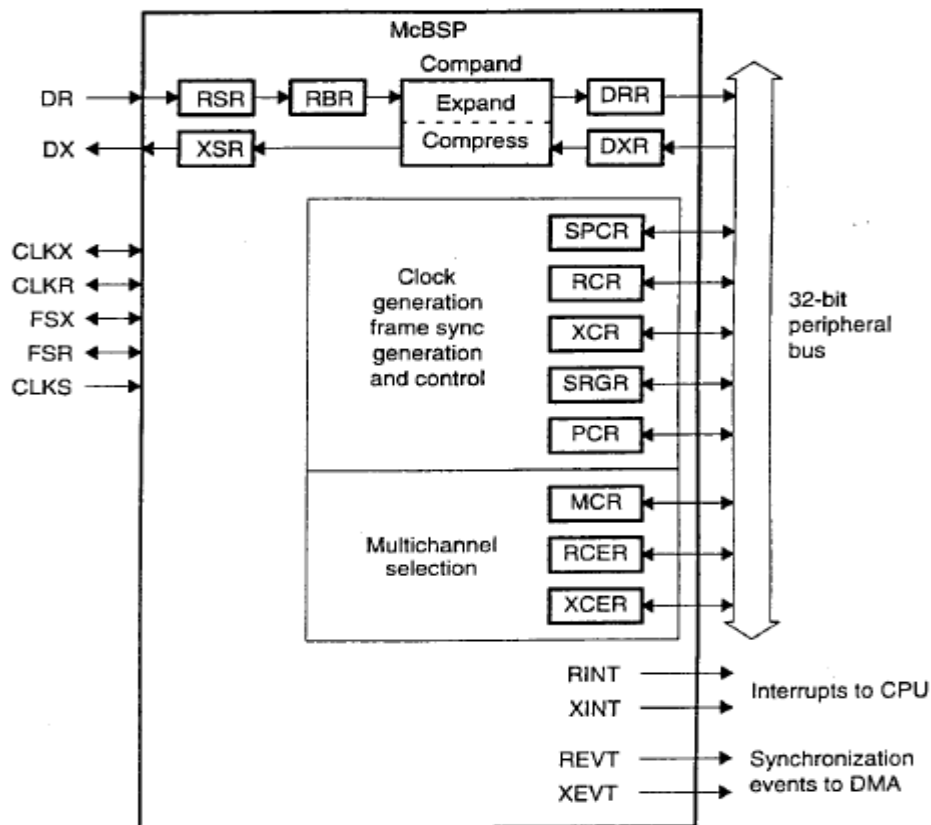 McBSP
Compand
DR
RSR
RBR
Expand
DRR
DX
XSR
Compress
DXR
CLKX
CLKR
FSX
FSR
CLKS
Clock
generation
frame sync
generation
and control
SPCR
RCR
XCR
SRGR
PCR
32-bit
peripheral
bus
Multichannel
selection
MCR
RCER
XCER
RINT
XINT
Interrupts to CPU
REVT
XEVT
Synchronization
events to DMA